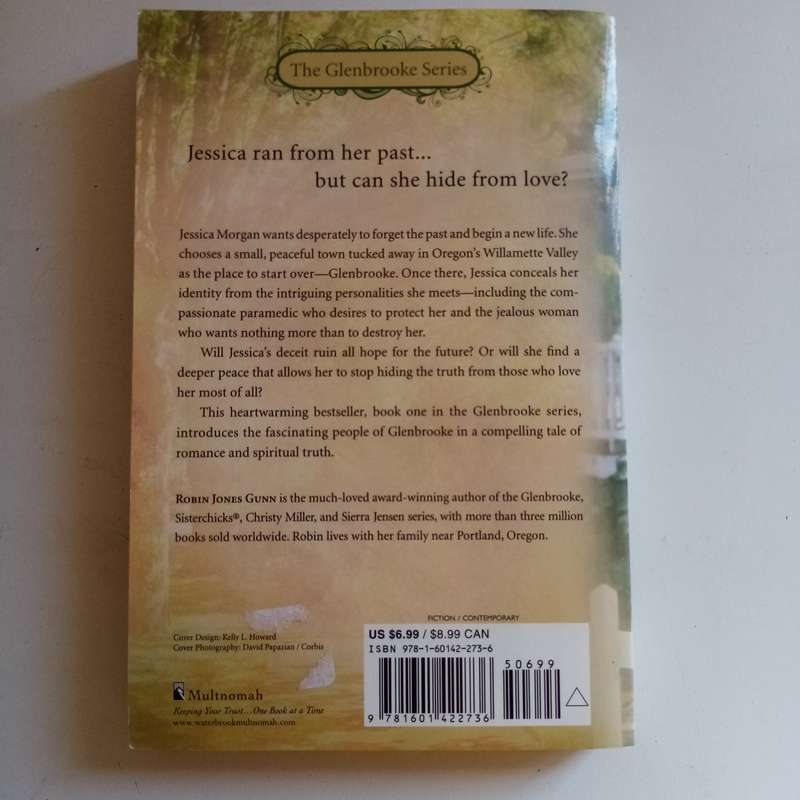 The Glenbrooke Series
Jessica ran from her past...
but can she hide from love?
Jessica Morgan wants desperately to forget the past and begin a new life. She
chooses a small, peaceful town tucked away in Oregon's Willamette Valley
as the place to start over—Glenbrooke. Once there, Jessica conceals her
identity from the intriguing personalities she meets—including the com-
passionate paramedic who desires to protect her and the jealous woman
who wants nothing more than to destroy her.
Will Jessica's deceit ruin all hope for the future? Or will she find a
deeper peace that allows her to stop hiding the truth from those who love
her most of all?
This heartwarming bestseller, book one in the Glenbrooke series,
introduces the fascinating people of Glenbrooke in a compelling tale of
romance and spiritual truth.
ROBIN JONES GUNN is the much-loved award-winning author of the Glenbrooke,
Sisterchicks®, Christy Miller, and Sierra Jensen series, with more than three million
books sold worldwide. Robin lives with her family near Portland, Oregon.
Cover Design: Kelly L. Howard
Cover Photography: David Papazian / Corbis
Multnomah
Keeping Your Trust...One Book at a Time
www.waterbrookmultnomah.com
FICTION / CONTEMPORARY
US $6.99 / $8.99 CAN
ISBN 978-1-60142-273-6
50699
9 781601 422736